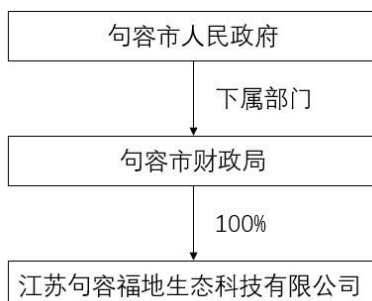 句容市人民政府
下属部门
句容市财政局
100%
江苏句容福地生态科技有限公司